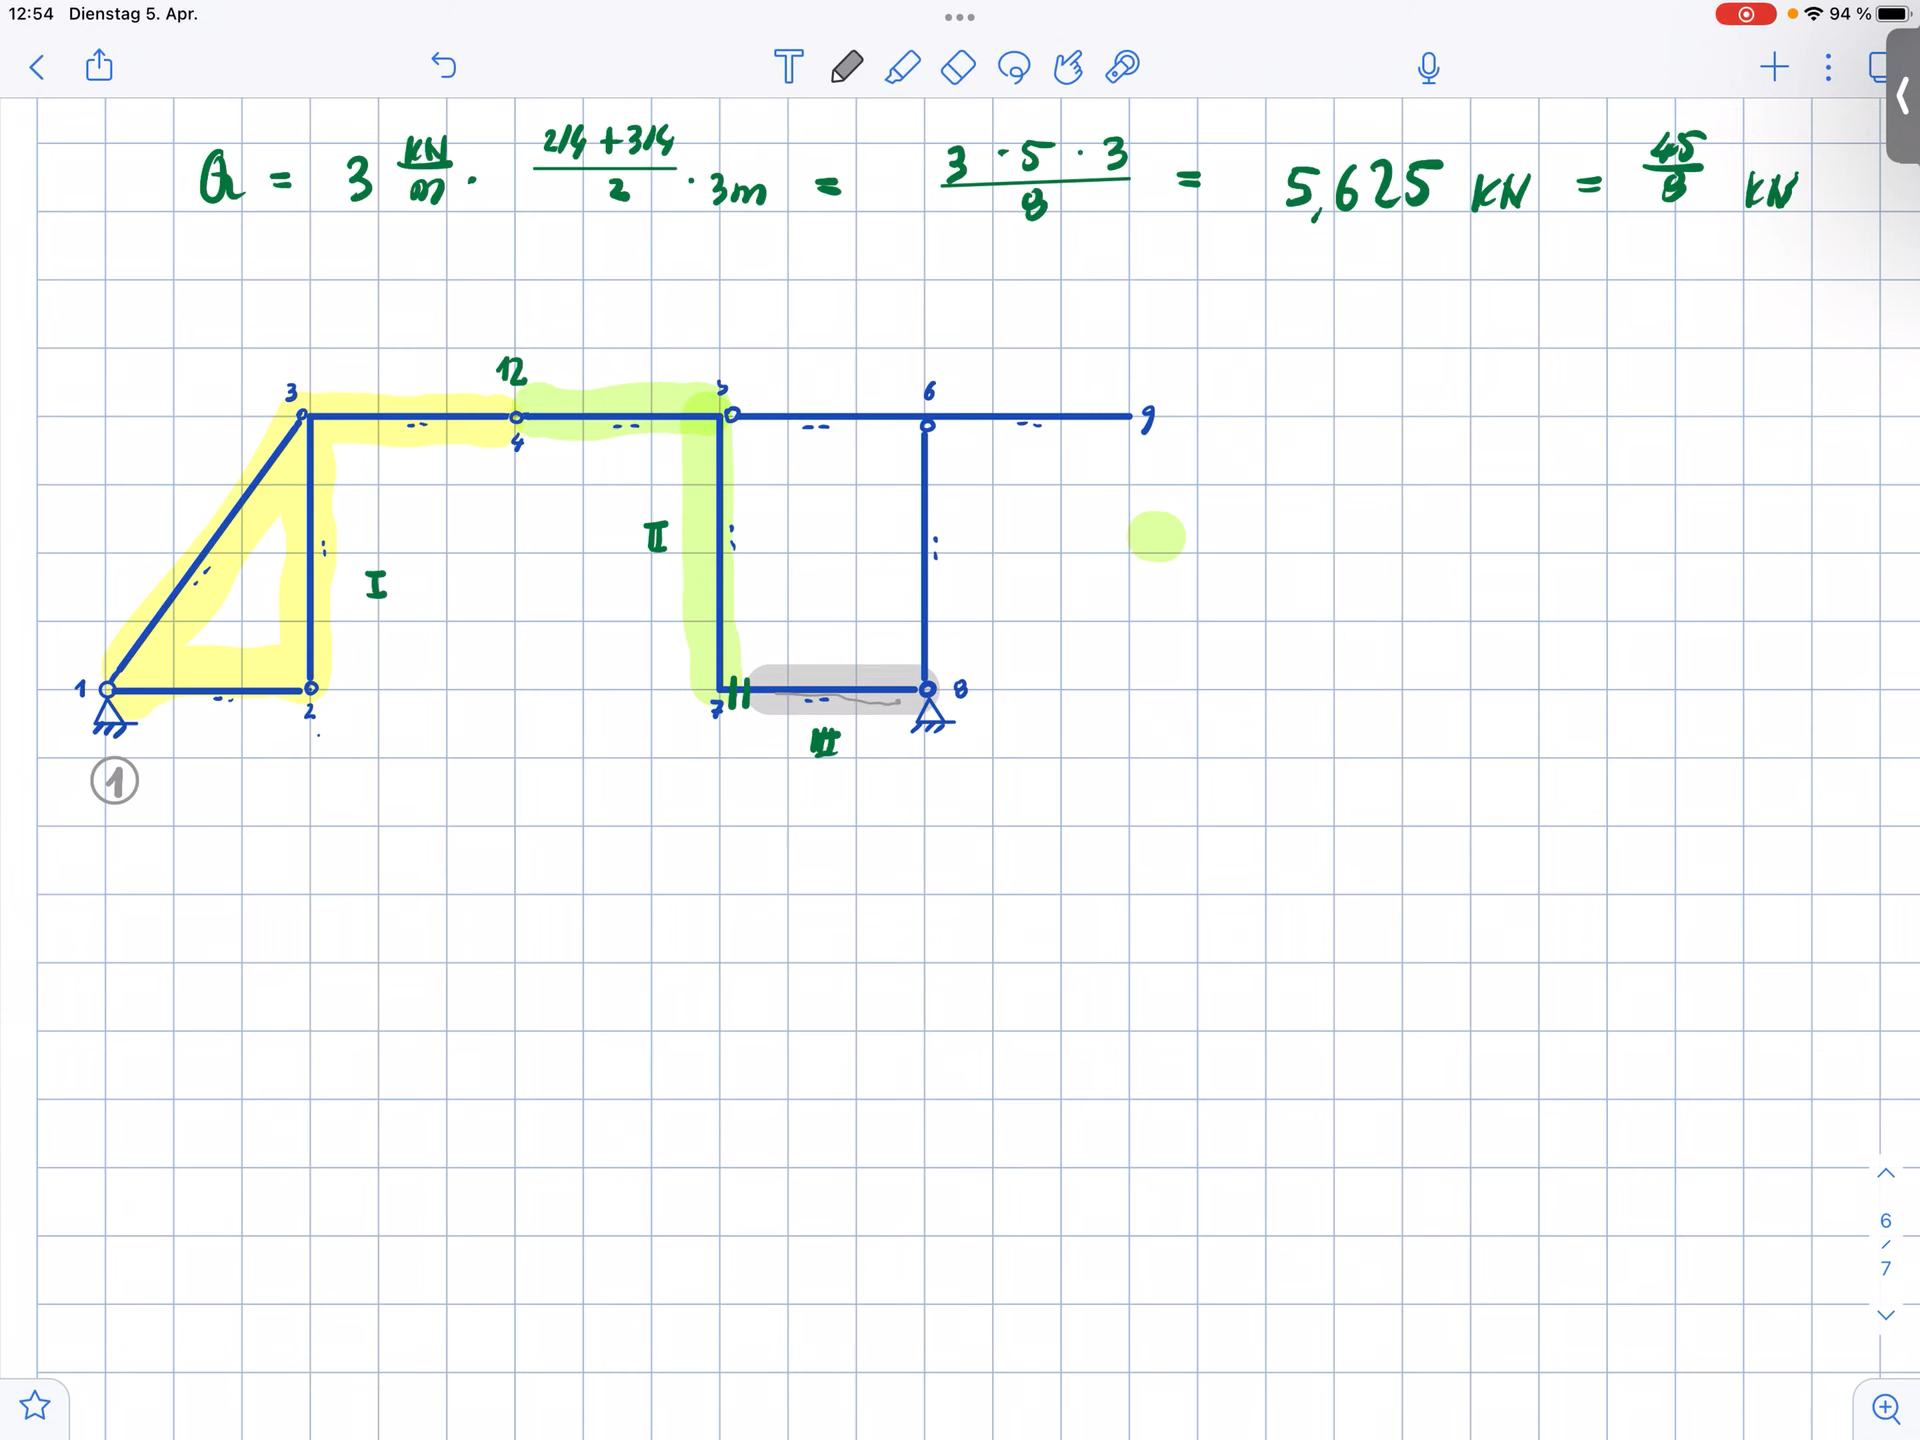 12:54 Dienstag 5. Apr. 94 %
Q = 3 kN/m · (2/4 + 3/4)/2 · 3m = (3 · 5 · 3)/8 = 5,625 kN = 45/8 kN
12
3 5 6
4 9
II
I
1 2 7 8
III
1
6
/
7